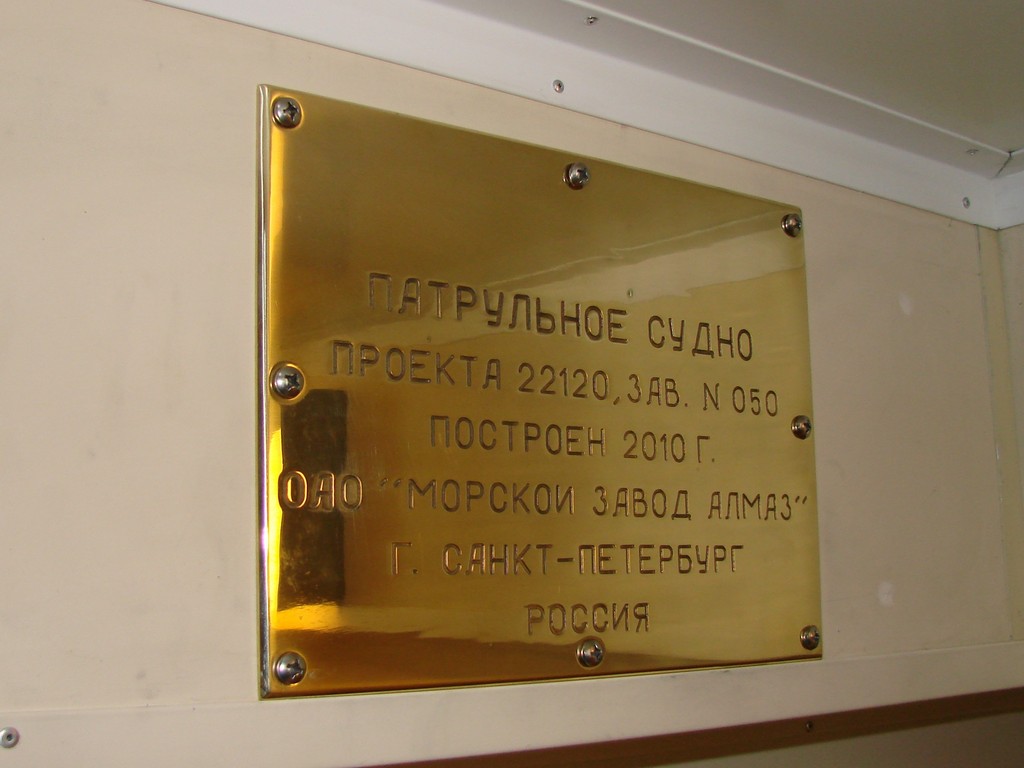 ПАТРУЛЬНОЕ СУДНО
ПРОЕКТА 22120, ЗАВ. N 050
ПОСТРОЕН 2010 Г.
ОАО "МОРСКОЙ ЗАВОД АЛМАЗ"
Г. САНКТ-ПЕТЕРБУРГ
РОССИЯ